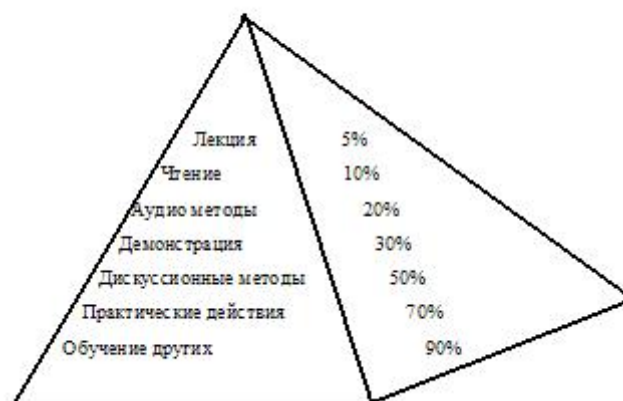 Лекция 5%
Чтение 10%
Аудио методы 20%
Демонстрация 30%
Дискуссионные методы 50%
Практические действия 70%
Обучение других 90%